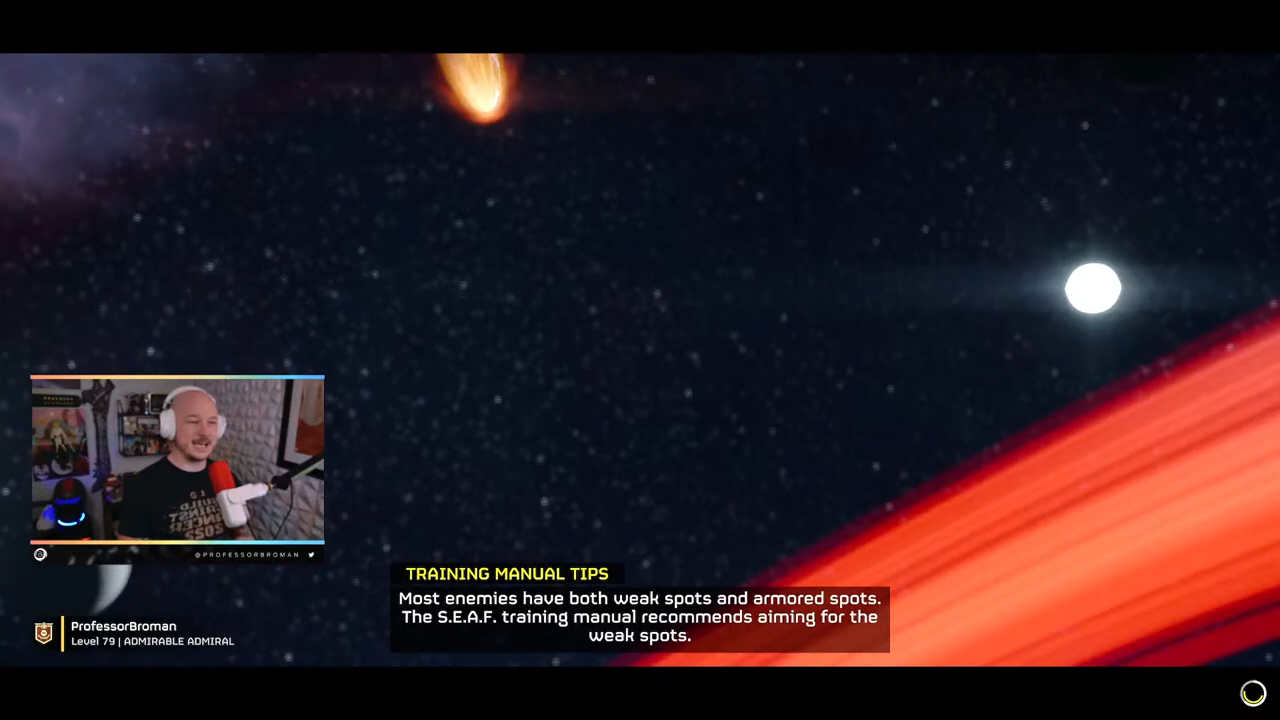 @PROFESSORBROMAN
TRAINING MANUAL TIPS
Most enemies have both weak spots and armored spots.
The S.E.A.F. training manual recommends aiming for the
weak spots.
ProfessorBroman
Level 79 | ADMIRABLE ADMIRAL